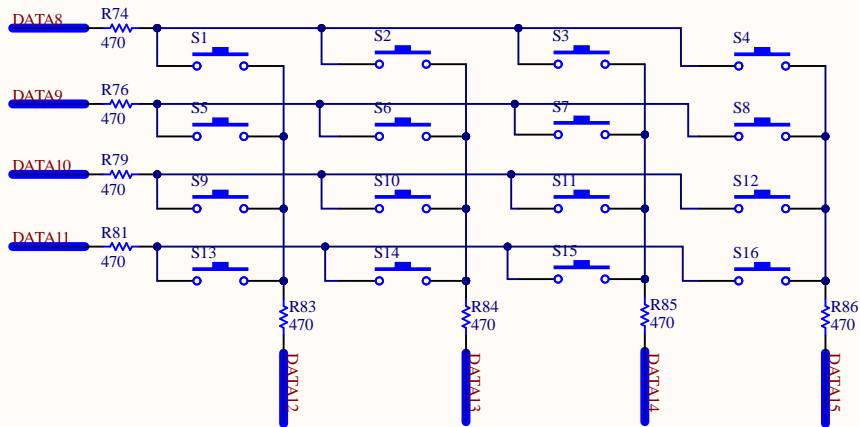 DATA8
R74
470
S1
S2
S3
S4
DATA9
R76
470
S5
S6
S7
S8
DATA10
R79
470
S9
S10
S11
S12
DATA11
R81
470
S13
S14
S15
S16
R83
470
R84
470
R85
470
R86
470
DATA12
DATA13
DATA14
DATA15